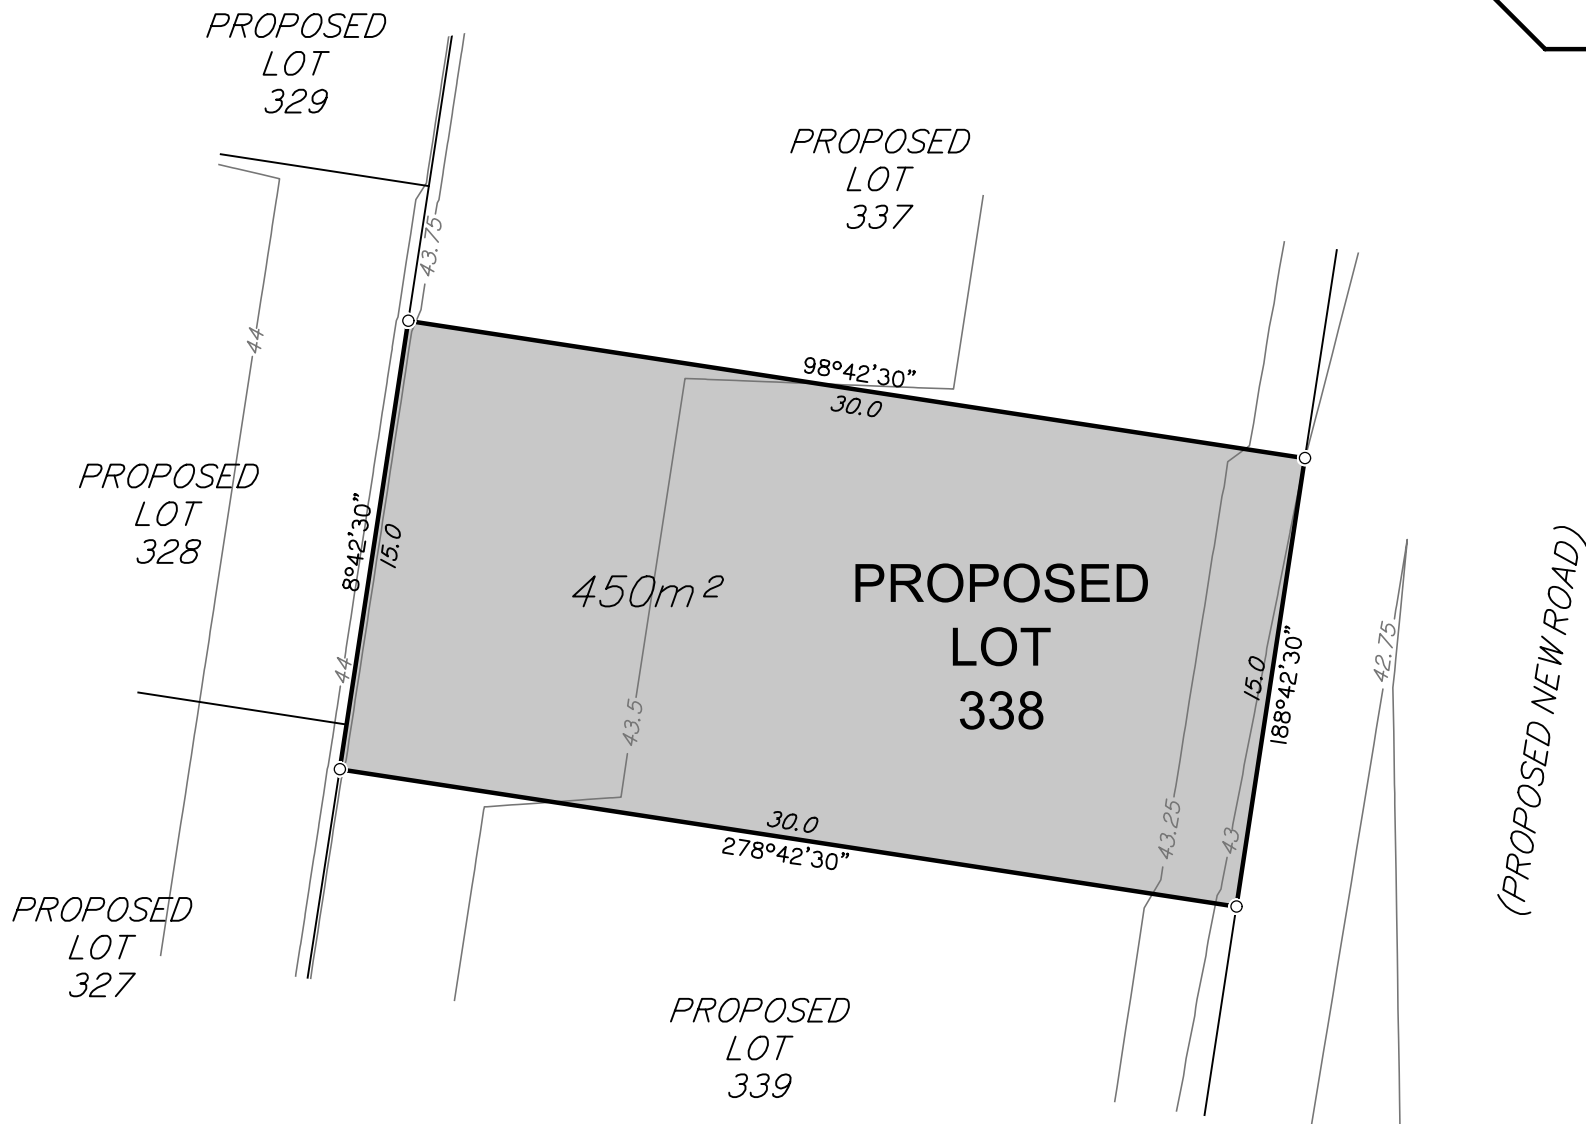 PROPOSED
LOT
329
PROPOSED
LOT
337
43.75
44
98°42'30"
30.0
PROPOSED
LOT
328
8°42'30"
15.0
450m²
PROPOSED
LOT
338
44
43.5
15.0
188°42'30"
42.75
(PROPOSED NEW ROAD)
43.25
43
30.0
278°42'30"
PROPOSED
LOT
327
PROPOSED
LOT
339